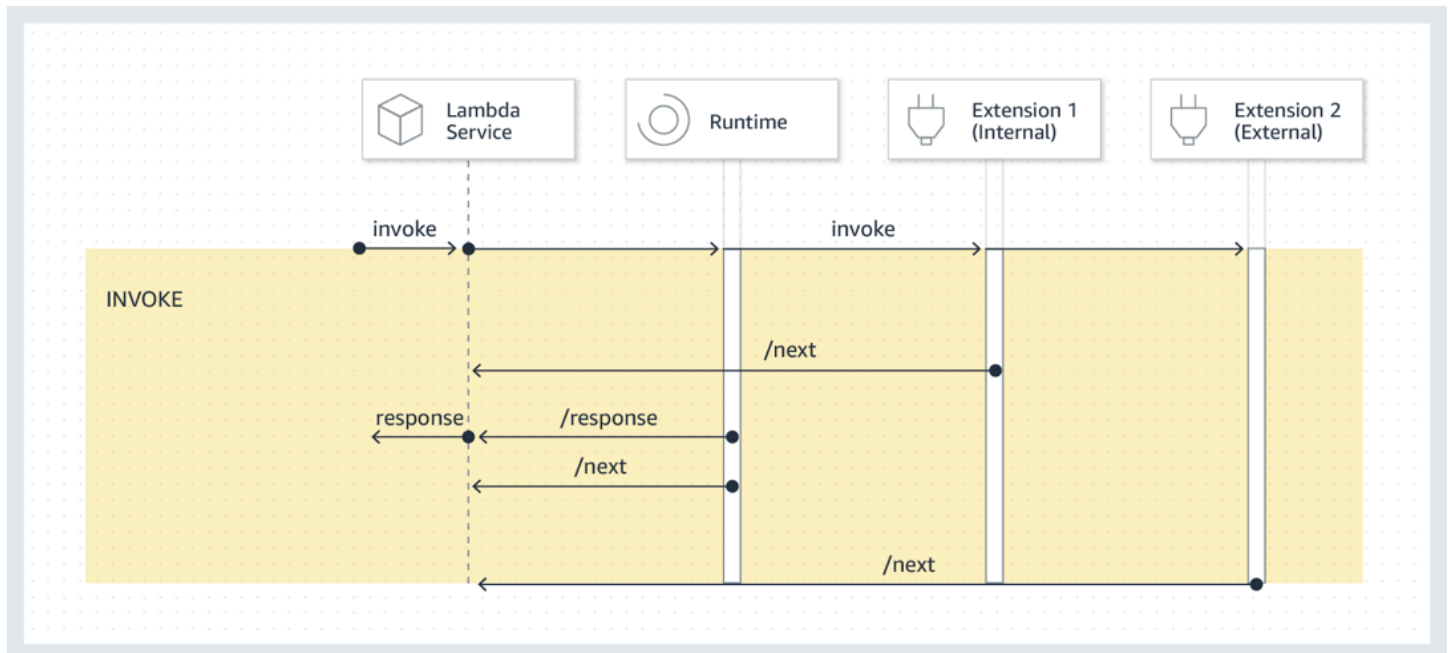 Lambda
Service
Runtime
Extension 1
(Internal)
Extension 2
(External)
invoke
invoke
INVOKE
/next
response
/response
/next
/next